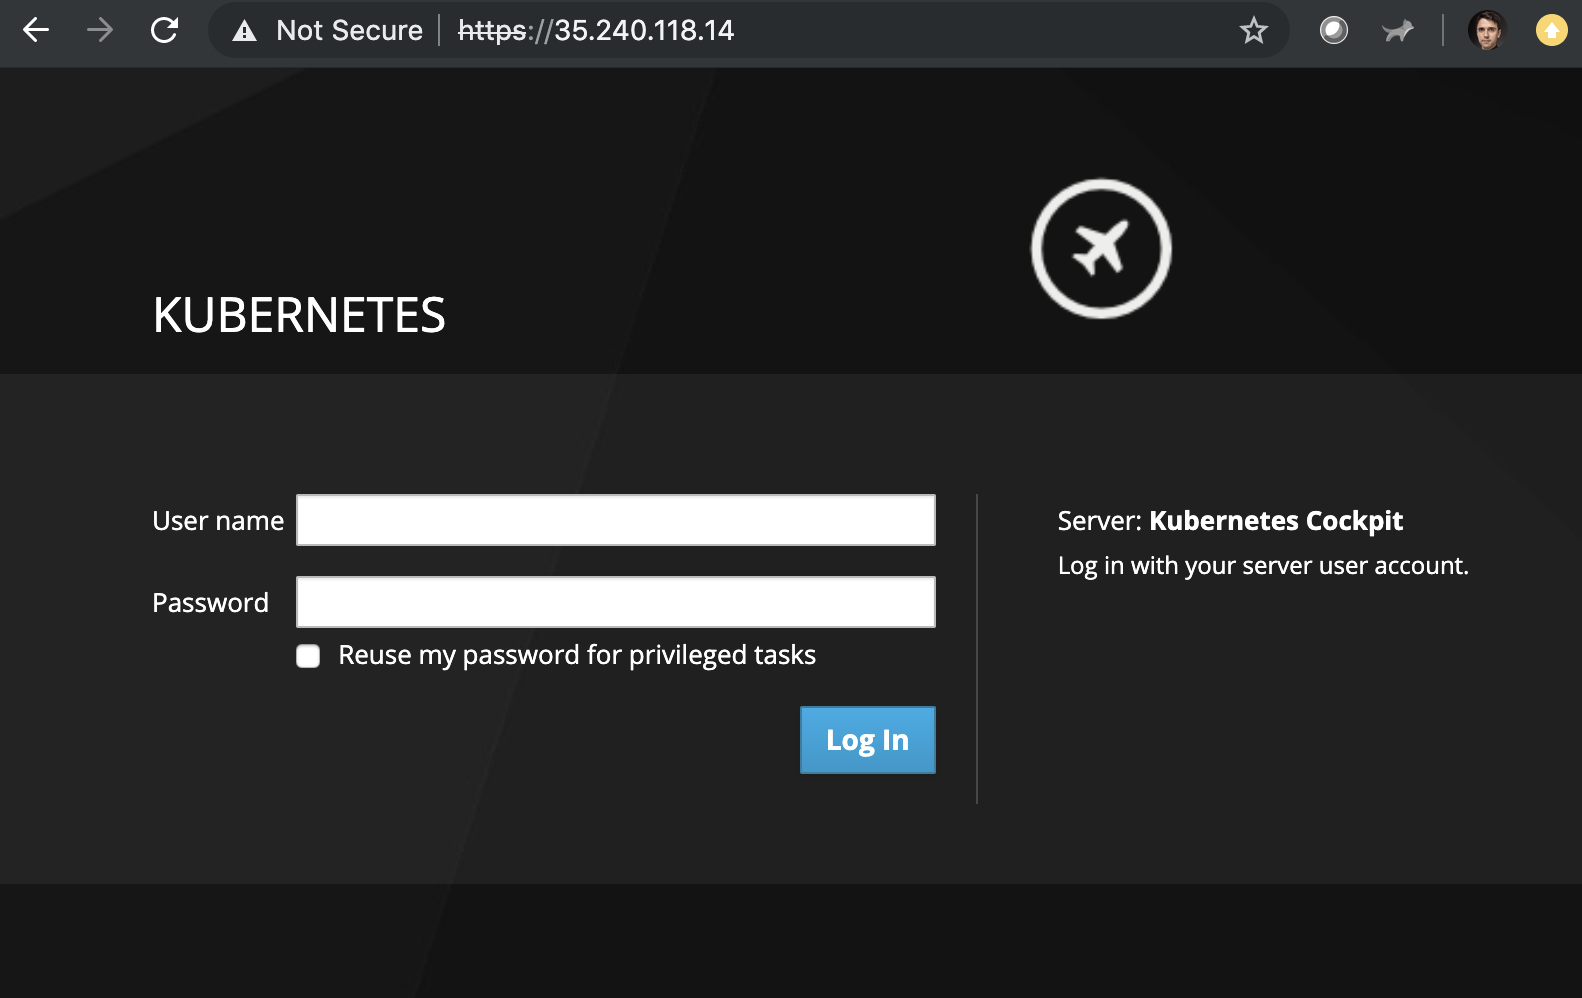 Not Secure https://35.240.118.14
KUBERNETES
User name
Password
Reuse my password for privileged tasks
Log In
Server: Kubernetes Cockpit
Log in with your server user account.